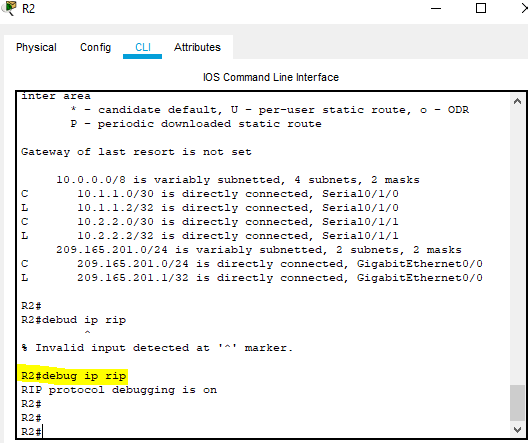 R2
Physical Config CLI Attributes
IOS Command Line Interface
inter area
* - candidate default, U - per-user static route, o - ODR
P - periodic downloaded static route
Gateway of last resort is not set
10.0.0.0/8 is variably subnetted, 4 subnets, 2 masks
C 10.1.1.0/30 is directly connected, Serial0/1/0
L 10.1.1.2/32 is directly connected, Serial0/1/0
C 10.2.2.0/30 is directly connected, Serial0/1/1
L 10.2.2.2/32 is directly connected, Serial0/1/1
209.165.201.0/24 is variably subnetted, 2 subnets, 2 masks
C 209.165.201.0/24 is directly connected, GigabitEthernet0/0
L 209.165.201.1/32 is directly connected, GigabitEthernet0/0
R2#
R2#debud ip rip
^
% Invalid input detected at '^' marker.
R2#debug ip rip
RIP protocol debugging is on
R2#
R2#
R2#